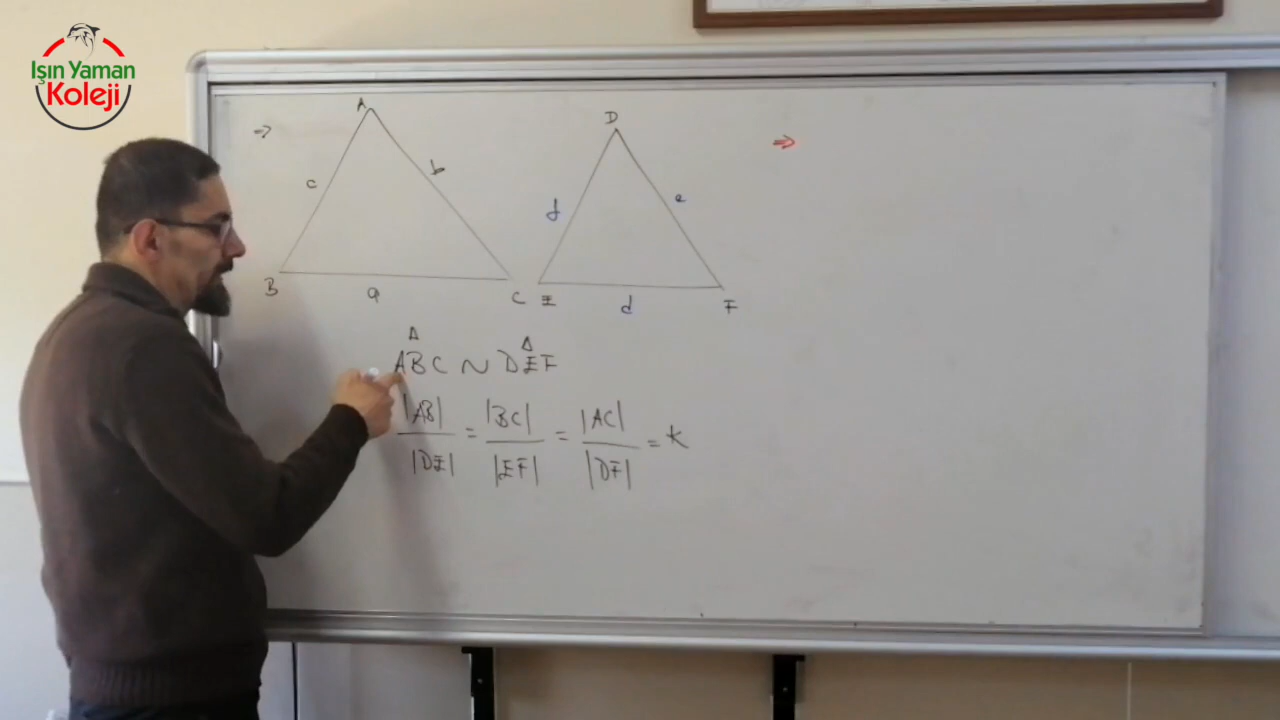 Işın Yaman
Koleji
⇒
A
c
b
B
a
C
D
f
e
E
d
F
⇒
ABC ~ DEF
|AB|/|DE| = |BC|/|EF| = |AC|/|DF| = k